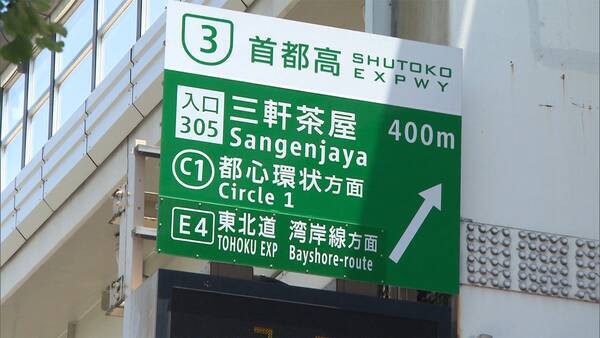 3 首都高 SHUTOKO
EXPWY
入口 三軒茶屋 400m
305 Sangenjaya
C1 都心環状方面
Circle 1
E4 東北道 湾岸線方面
TOHOKU EXP Bayshore-route